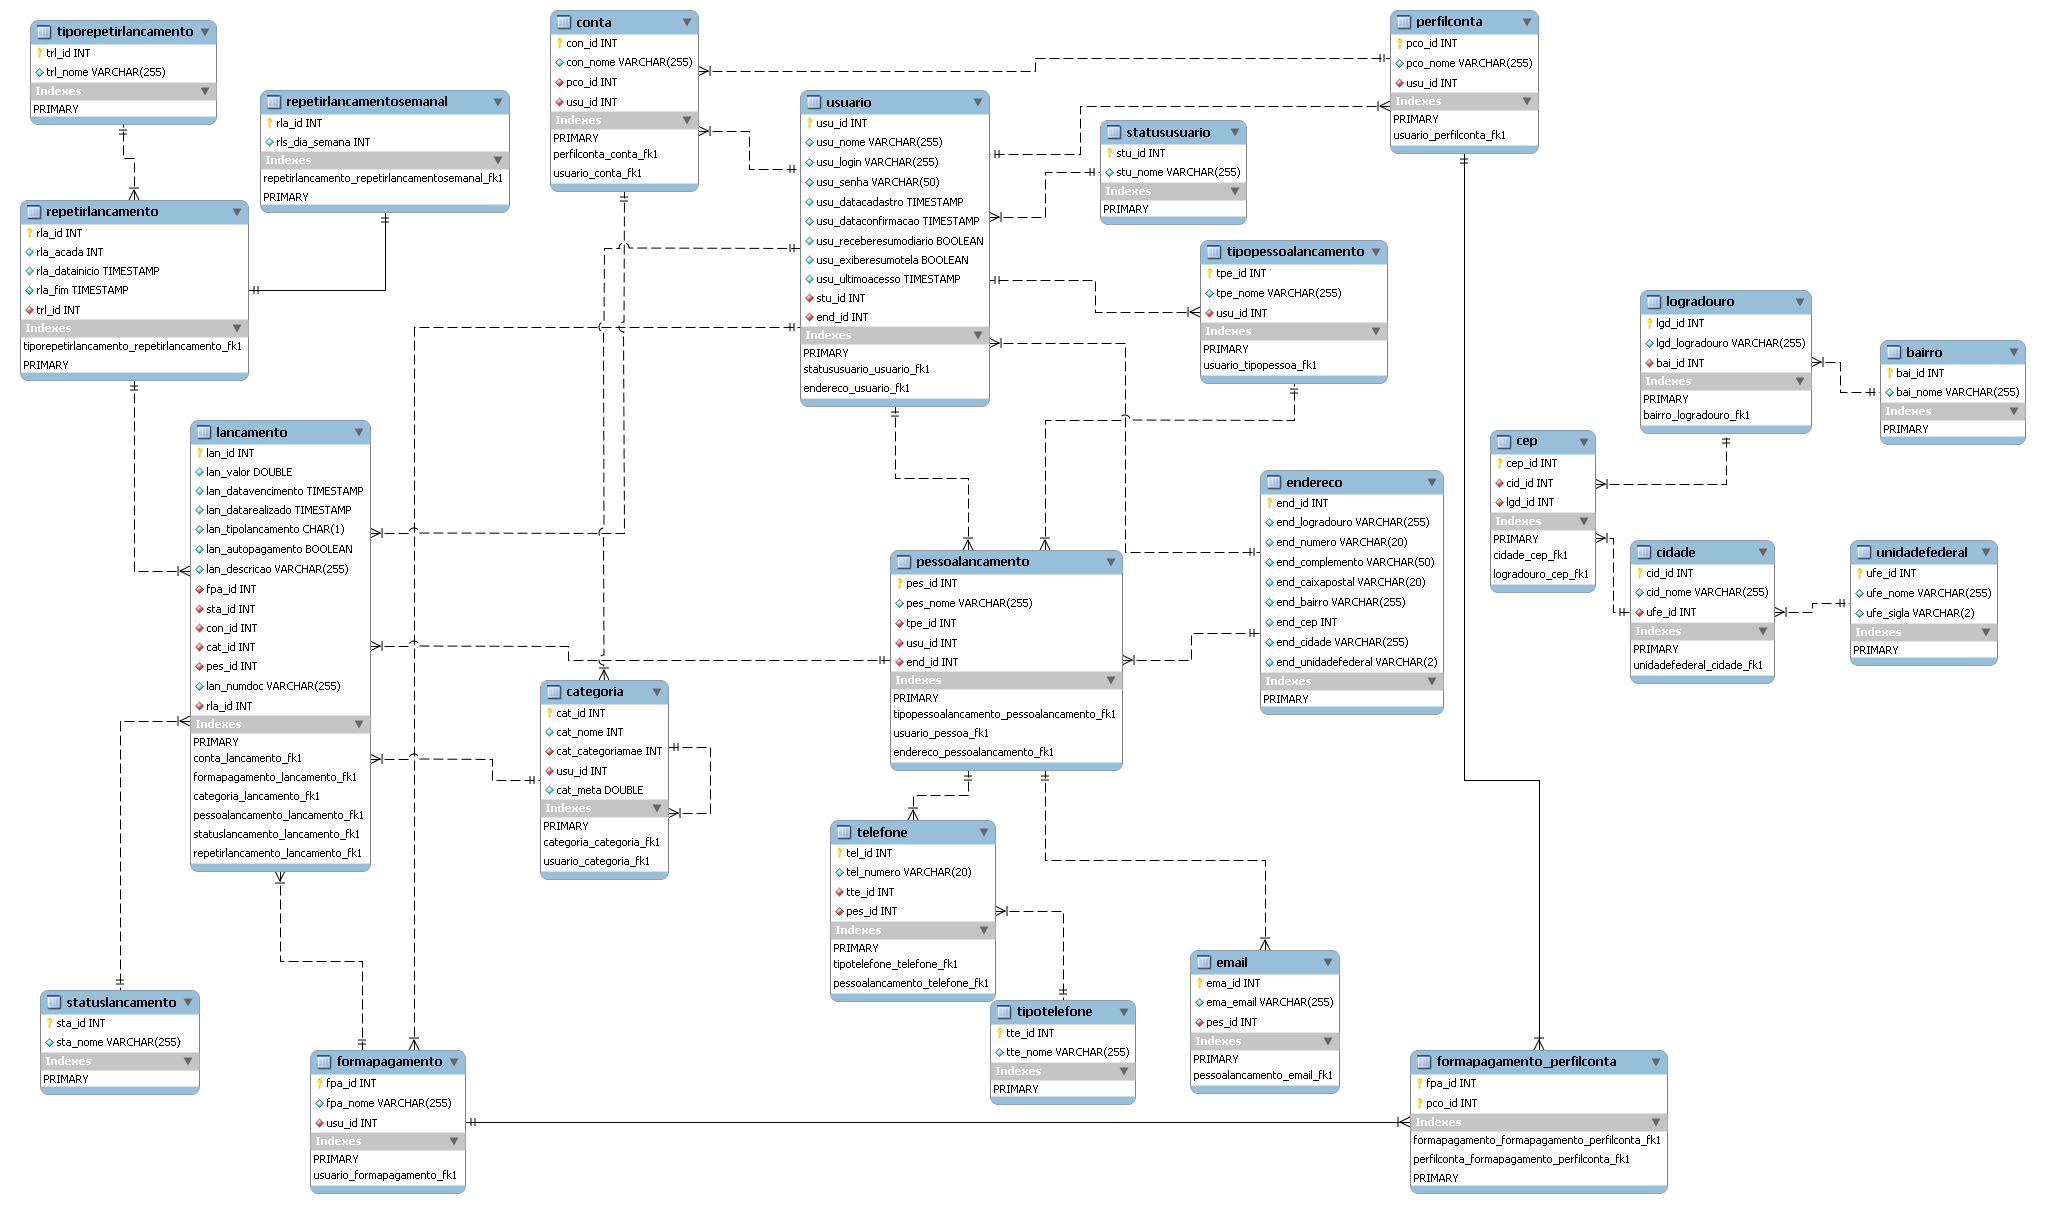 tiporepetirlancamento
trl_id INT
trl_nome VARCHAR(255)
Indexes
PRIMARY
repetirlancamentosemanal
rla_id INT
rls_dia_semana INT
Indexes
repetirlancamento_repetirlancamentosemanal_fk1
PRIMARY
repetirlancamento
rla_id INT
rla_acada INT
rla_datainicio TIMESTAMP
rla_fim TIMESTAMP
trl_id INT
Indexes
tiporepetirlancamento_repetirlancamento_fk1
PRIMARY
conta
con_id INT
con_nome VARCHAR(255)
pco_id INT
usu_id INT
Indexes
PRIMARY
perfilconta_conta_fk1
usuario_conta_fk1
usuario
usu_id INT
usu_nome VARCHAR(255)
usu_login VARCHAR(255)
usu_senha VARCHAR(50)
usu_datacadastro TIMESTAMP
usu_dataconfirmacao TIMESTAMP
usu_receberesumodiario BOOLEAN
usu_exiberesumotela BOOLEAN
usu_ultimoacesso TIMESTAMP
stu_id INT
end_id INT
Indexes
PRIMARY
statususuario_usuario_fk1
endereco_usuario_fk1
perfilconta
pco_id INT
pco_nome VARCHAR(255)
usu_id INT
Indexes
PRIMARY
usuario_perfilconta_fk1
statususuario
stu_id INT
stu_nome VARCHAR(255)
Indexes
PRIMARY
tipopessoalancamento
tpe_id INT
tpe_nome VARCHAR(255)
usu_id INT
Indexes
PRIMARY
usuario_tipopessoa_fk1
logradouro
lgd_id INT
lgd_logradouro VARCHAR(255)
bai_id INT
Indexes
PRIMARY
bairro_logradouro_fk1
bairro
bai_id INT
bai_nome VARCHAR(255)
Indexes
PRIMARY
cep
cep_id INT
cid_id INT
lgd_id INT
Indexes
PRIMARY
cidade_cep_fk1
logradouro_cep_fk1
cidade
cid_id INT
cid_nome VARCHAR(255)
ufe_id INT
Indexes
PRIMARY
unidadefederal_cidade_fk1
unidadefederal
ufe_id INT
ufe_nome VARCHAR(255)
ufe_sigla VARCHAR(2)
Indexes
PRIMARY
lancamento
lan_id INT
lan_valor DOUBLE
lan_datavencimento TIMESTAMP
lan_datarealizado TIMESTAMP
lan_tipolancamento CHAR(1)
lan_autopagamento BOOLEAN
lan_descricao VARCHAR(255)
fpa_id INT
sta_id INT
con_id INT
cat_id INT
pes_id INT
lan_numdoc VARCHAR(255)
rla_id INT
Indexes
PRIMARY
conta_lancamento_fk1
formapagamento_lancamento_fk1
categoria_lancamento_fk1
pessoalancamento_lancamento_fk1
statuslancamento_lancamento_fk1
repetirlancamento_lancamento_fk1
endereco
end_id INT
end_logradouro VARCHAR(255)
end_numero VARCHAR(20)
end_complemento VARCHAR(50)
end_caixapostal VARCHAR(20)
end_bairro VARCHAR(255)
end_cep INT
end_cidade VARCHAR(255)
end_unidadefederal VARCHAR(2)
Indexes
PRIMARY
pessoalancamento
pes_id INT
pes_nome VARCHAR(255)
tpe_id INT
usu_id INT
end_id INT
Indexes
PRIMARY
tipopessoalancamento_pessoalancamento_fk1
usuario_pessoa_fk1
endereco_pessoalancamento_fk1
categoria
cat_id INT
cat_nome INT
cat_categoriamae INT
usu_id INT
cat_meta DOUBLE
Indexes
PRIMARY
categoria_categoria_fk1
usuario_categoria_fk1
telefone
tel_id INT
tel_numero VARCHAR(20)
tte_id INT
pes_id INT
Indexes
PRIMARY
tipotelefone_telefone_fk1
pessoalancamento_telefone_fk1
tipotelefone
tte_id INT
tte_nome VARCHAR(255)
Indexes
PRIMARY
email
ema_id INT
ema_email VARCHAR(255)
pes_id INT
Indexes
PRIMARY
pessoalancamento_email_fk1
statuslancamento
sta_id INT
sta_nome VARCHAR(255)
Indexes
PRIMARY
formapagamento
fpa_id INT
fpa_nome VARCHAR(255)
usu_id INT
Indexes
PRIMARY
usuario_formapagamento_fk1
formapagamento_perfilconta
fpa_id INT
pco_id INT
Indexes
formapagamento_formapagamento_perfilconta_fk1
perfilconta_formapagamento_perfilconta_fk1
PRIMARY